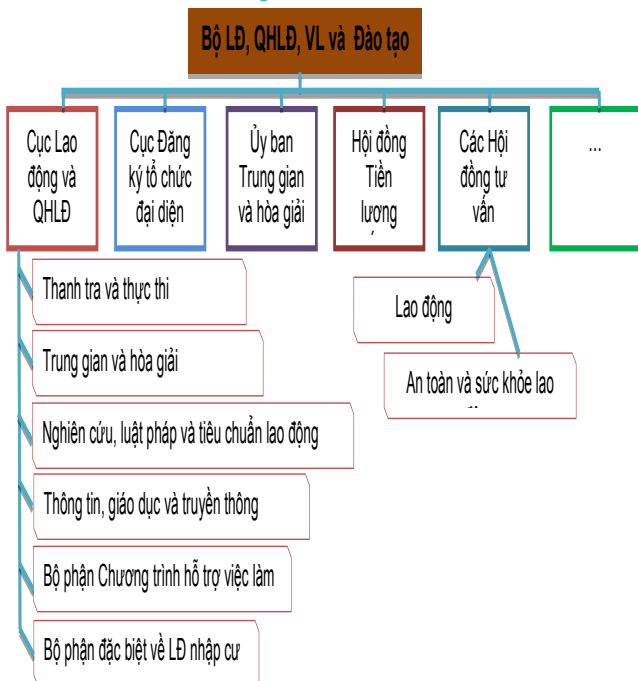 Bộ LĐ, QHLĐ, VL và Đào tạo
Cục Lao
động và
QHLĐ
Cục Đăng
ký tổ chức
đại diện
Ủy ban
Trung gian
và hòa giải
Hội đồng
Tiền
lương
Các Hội
đồng tư
vấn
...
Thanh tra và thực thi
Trung gian và hòa giải
Nghiên cứu, luật pháp và tiêu chuẩn lao động
Thông tin, giáo dục và truyền thông
Bộ phận Chương trình hỗ trợ việc làm
Bộ phận đặc biệt về LĐ nhập cư
Lao động
An toàn và sức khỏe lao